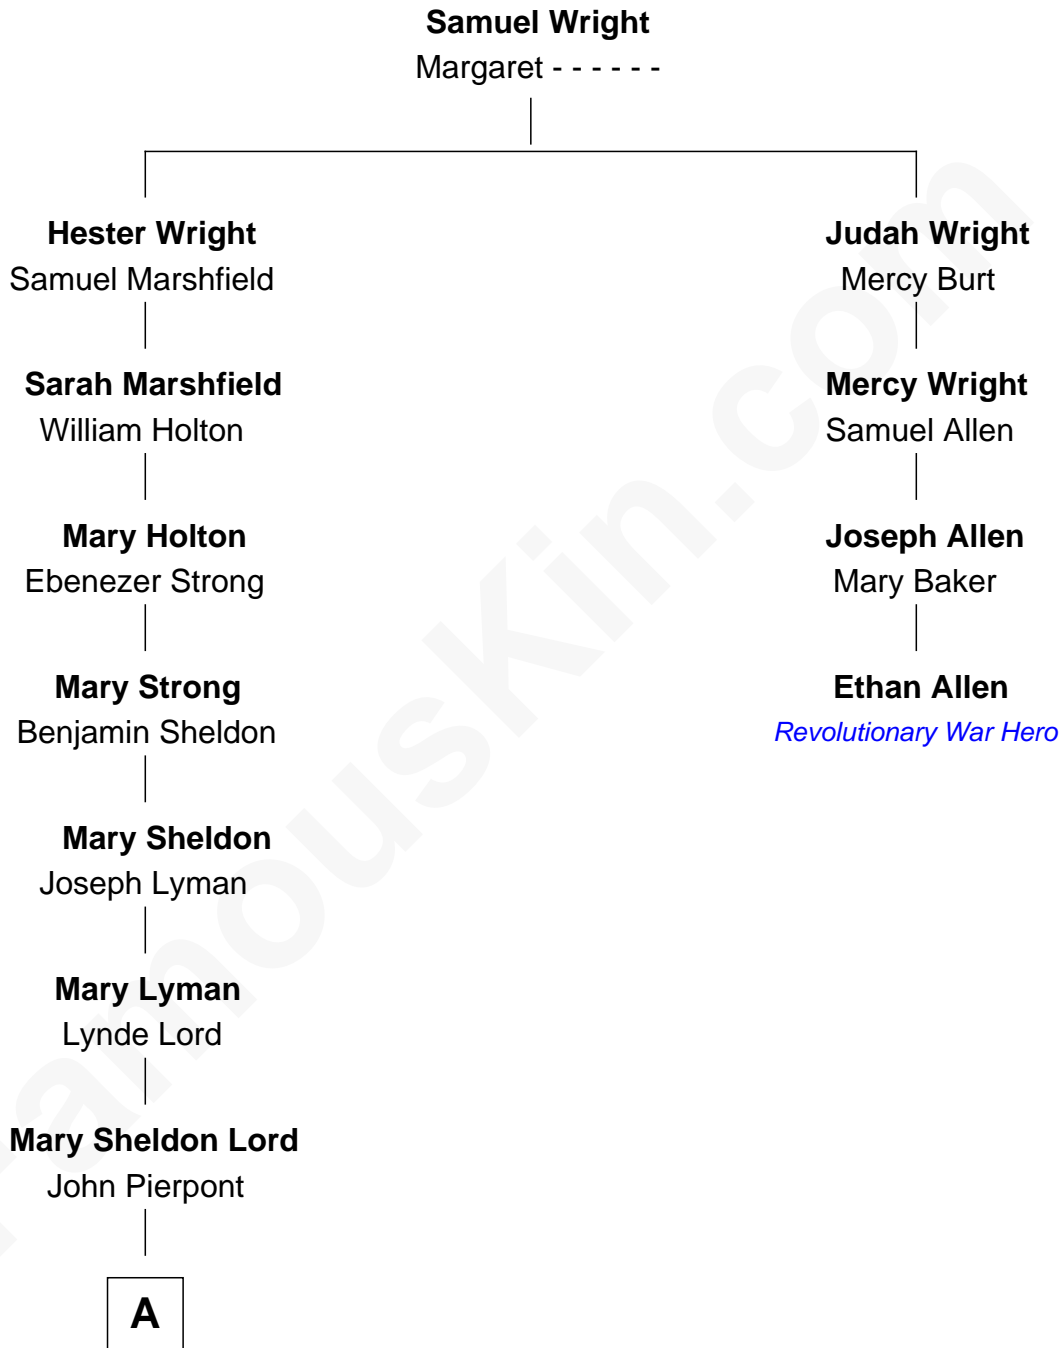 Samuel Wright
Margaret - - - - - -
Hester Wright
Samuel Marshfield
Judah Wright
Mercy Burt
Sarah Marshfield
William Holton
Mercy Wright
Samuel Allen
Mary Holton
Ebenezer Strong
Joseph Allen
Mary Baker
Mary Strong
Benjamin Sheldon
Ethan Allen
Revolutionary War Hero
Mary Sheldon
Joseph Lyman
Mary Lyman
Lynde Lord
Mary Sheldon Lord
John Pierpont
A
FamousKin.com